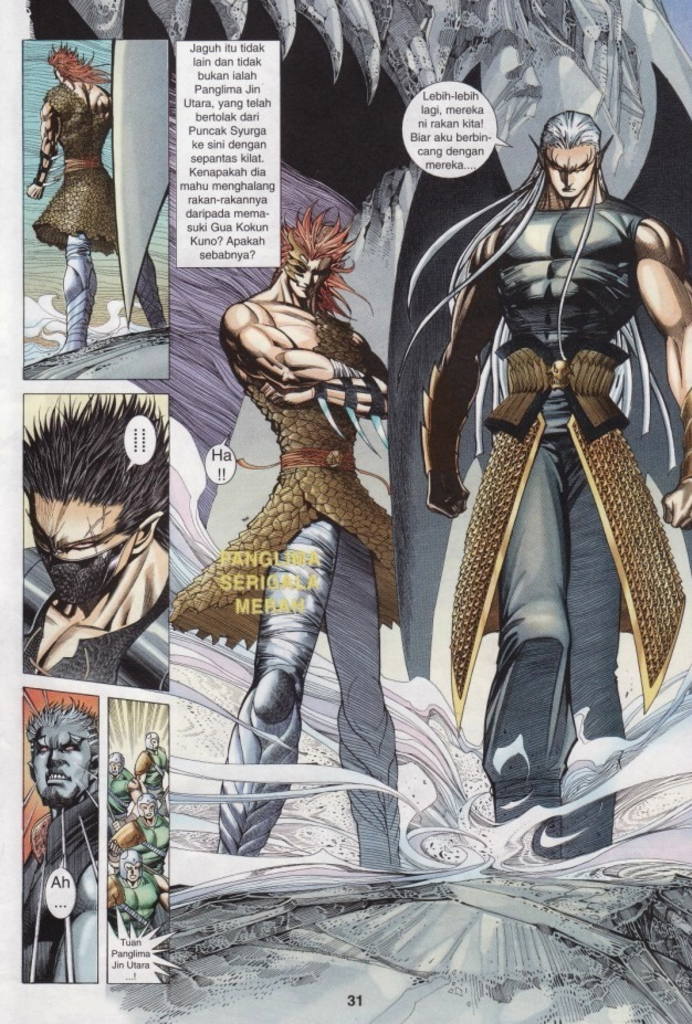 Jaguh itu tidak
lain dan tidak
bukan ialah
Panglima Jin
Utara, yang telah
bertolak dari
Puncak Syurga
ke sini dengan
sepantas kilat.
Kenapakah dia
mahu menghalang
rakan-rakannya
daripada mema-
suki Gua Kokun
Kuno? Apakah
sebabnya?
Lebih-lebih
lagi, mereka
ni rakan kita!
Biar aku berbin-
cang dengan
mereka....
Ha
!!
PANGLIMA
SERIGALA
MERAH
Ah
...
Tuan
Panglima
Jin Utara
...!
31